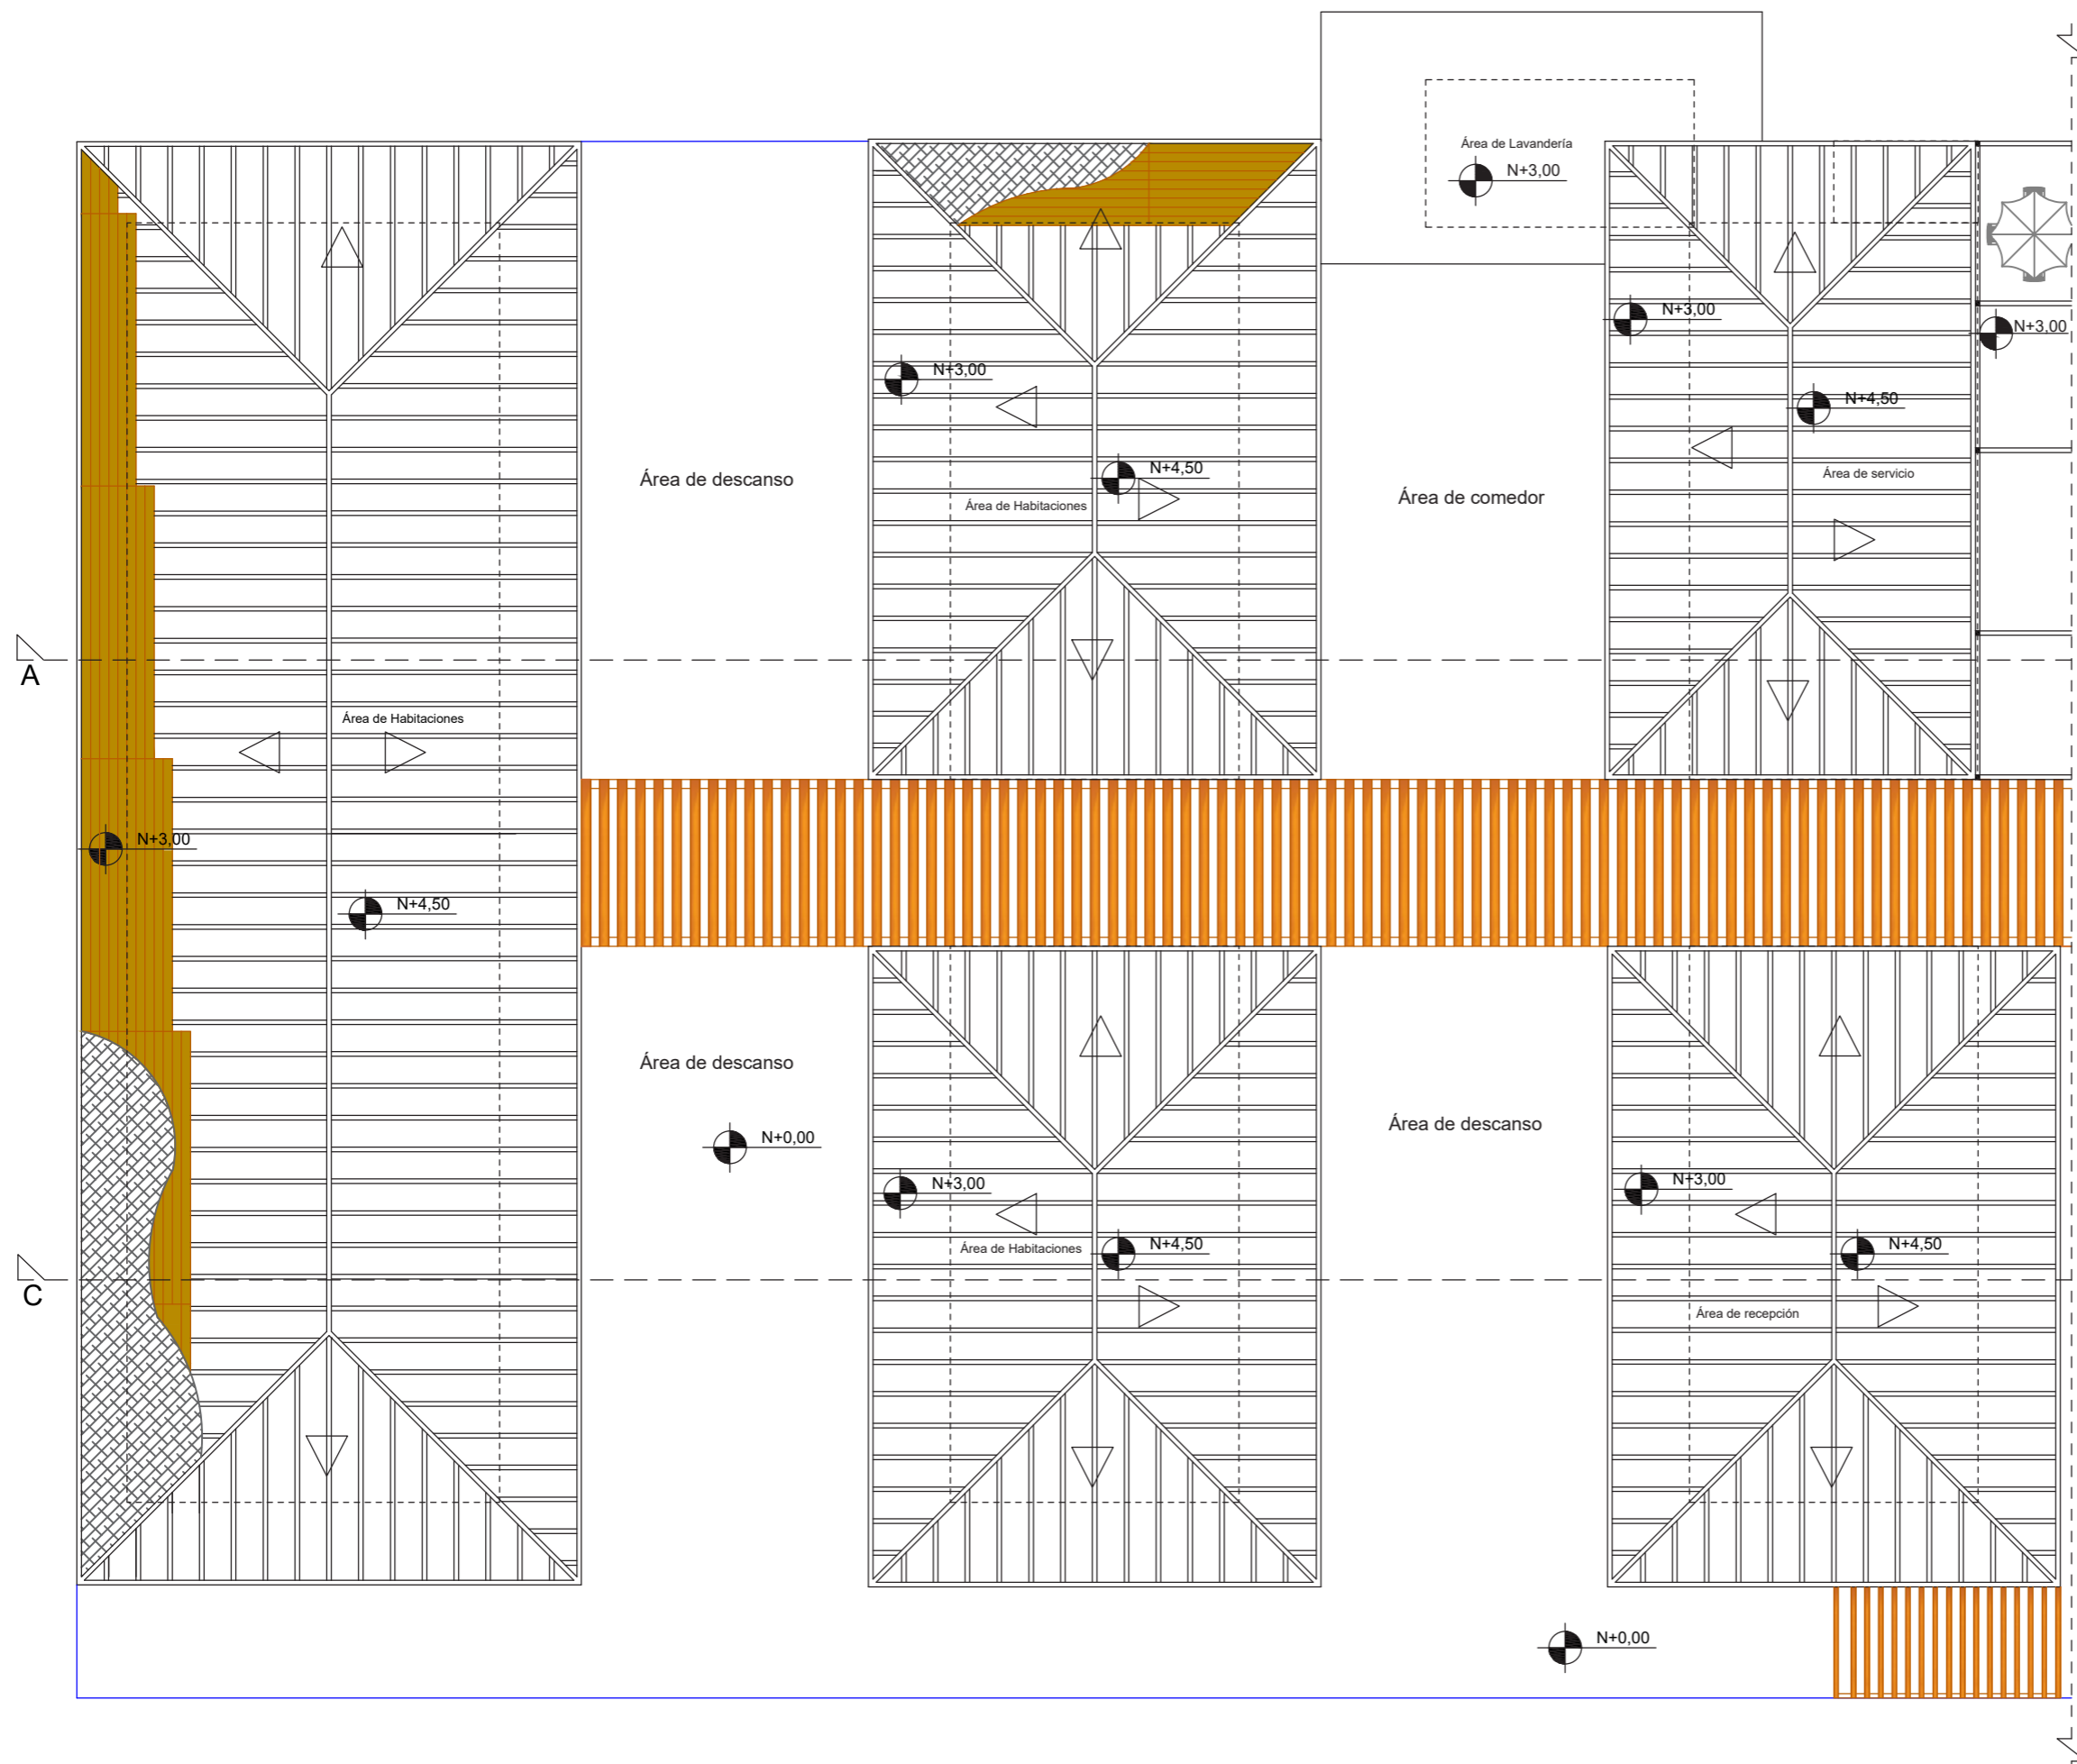 Área de Lavandería
N+3,00
N+3,00
N+3,00
N+3,00
N+4,50
N+4,50
Área de servicio
Área de descanso
Área de Habitaciones
Área de comedor
A
Área de Habitaciones
N+3,00
N+4,50
Área de descanso
Área de descanso
N+0,00
N+3,00
N+3,00
Área de Habitaciones
N+4,50
N+4,50
C
Área de recepción
N+0,00